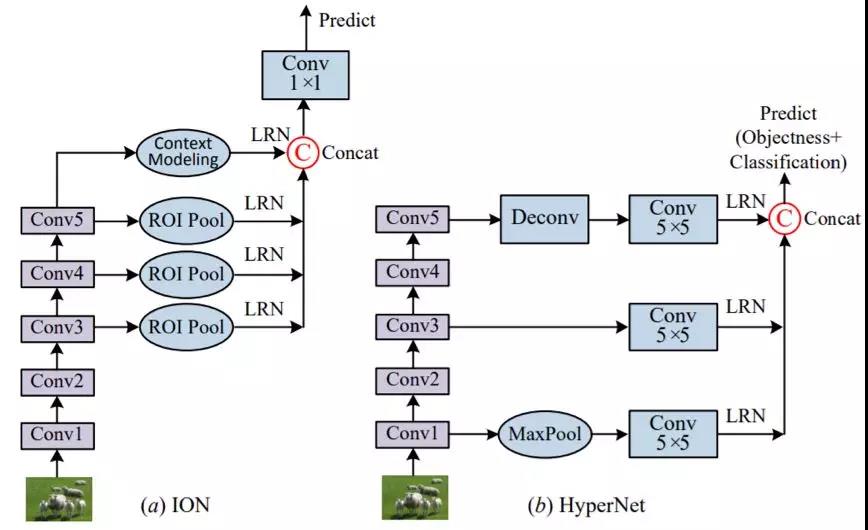 Predict
Conv
1×1
LRN
C Concat
Context
Modeling
Conv5
ROI Pool
LRN
Conv4
ROI Pool
LRN
Conv3
ROI Pool
LRN
Conv2
Conv1
(a) ION
Predict
(Objectness+
Classification)
Conv5
Deconv
Conv
5×5
LRN
C Concat
Conv4
Conv3
Conv
5×5
LRN
Conv2
Conv1
MaxPool
Conv
5×5
LRN
(b) HyperNet